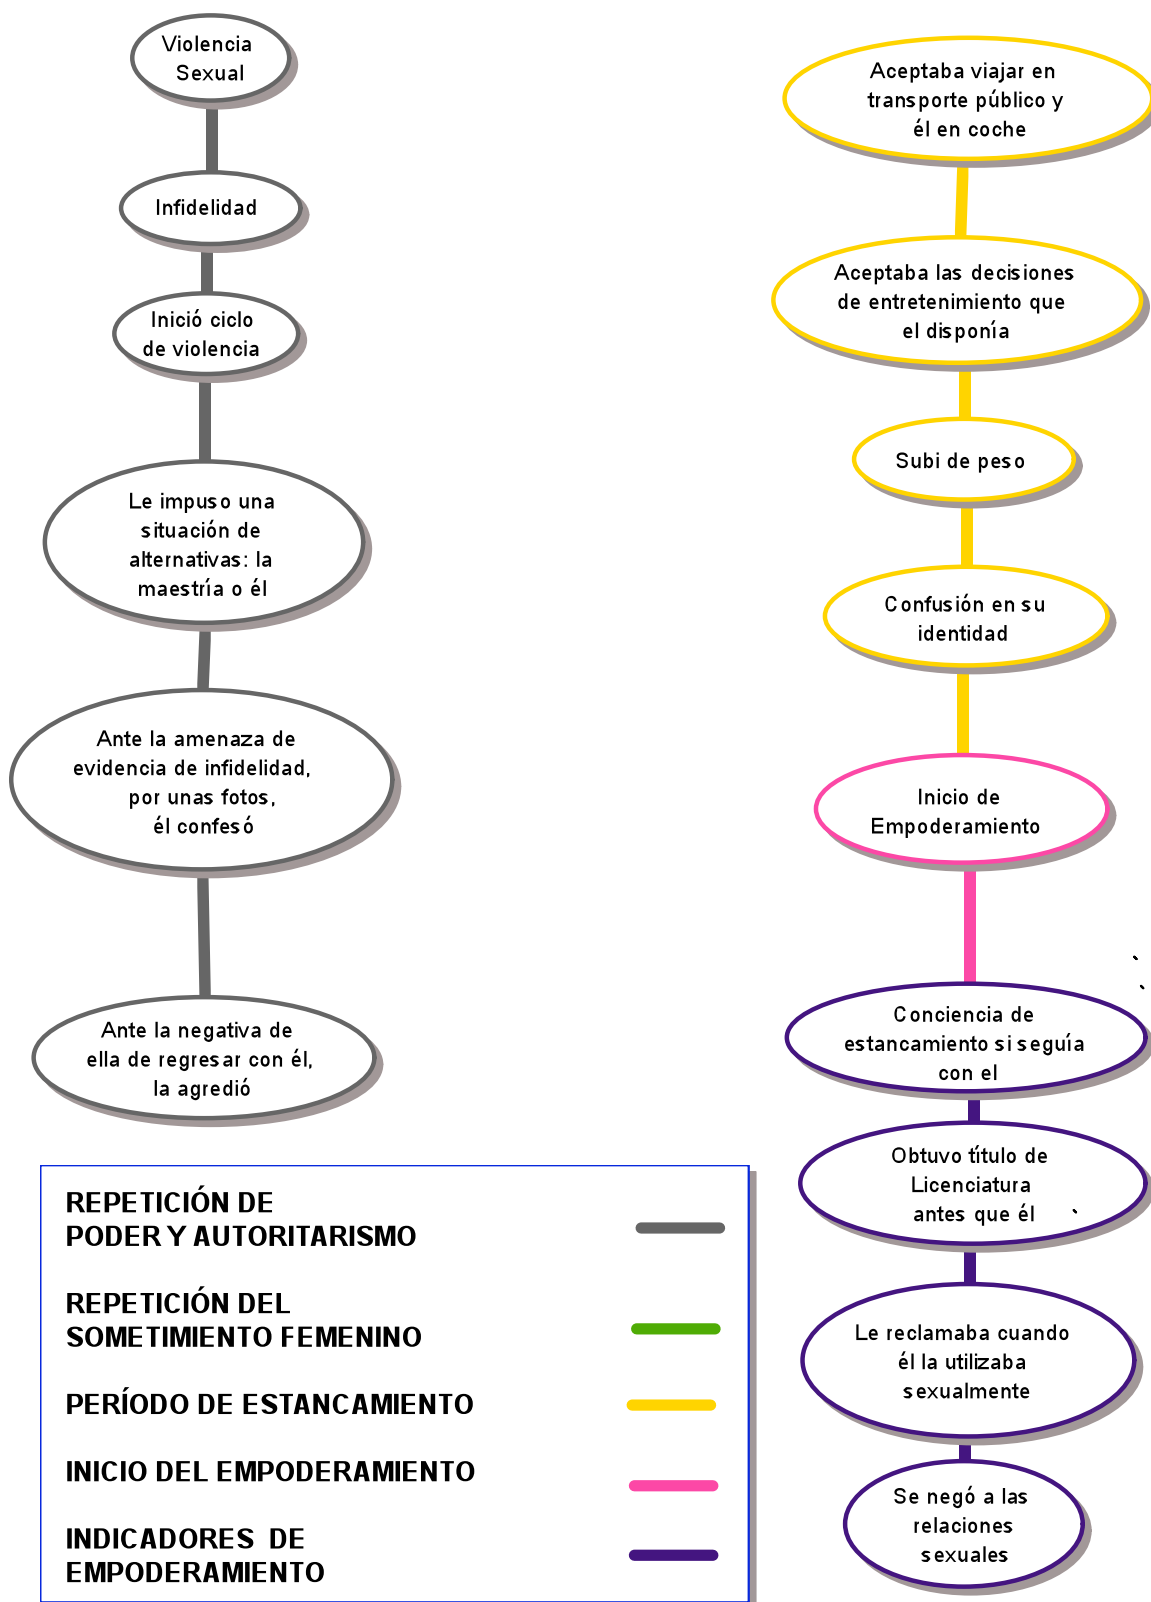 Violencia
Sexual
Infidelidad
Inició ciclo
de violencia
Le impuso una
situación de
alternativas: la
maestría o él
Ante la amenaza de
evidencia de infidelidad,
por unas fotos,
él confesó
Ante la negativa de
ella de regresar con él,
la agredió
Aceptaba viajar en
transporte público y
él en coche
Aceptaba las decisiones
de entretenimiento que
el disponía
Subi de peso
Confusión en su
identidad
Inicio de
Empoderamiento
Conciencia de
estancamiento si seguía
con el
Obtuvo título de
Licenciatura
antes que él
Le reclamaba cuando
él la utilizaba
sexualmente
Se negó a las
relaciones
sexuales
REPETICIÓN DE
PODER Y AUTORITARISMO
REPETICIÓN DEL
SOMETIMIENTO FEMENINO
PERÍODO DE ESTANCAMIENTO
INICIO DEL EMPODERAMIENTO
INDICADORES DE
EMPODERAMIENTO